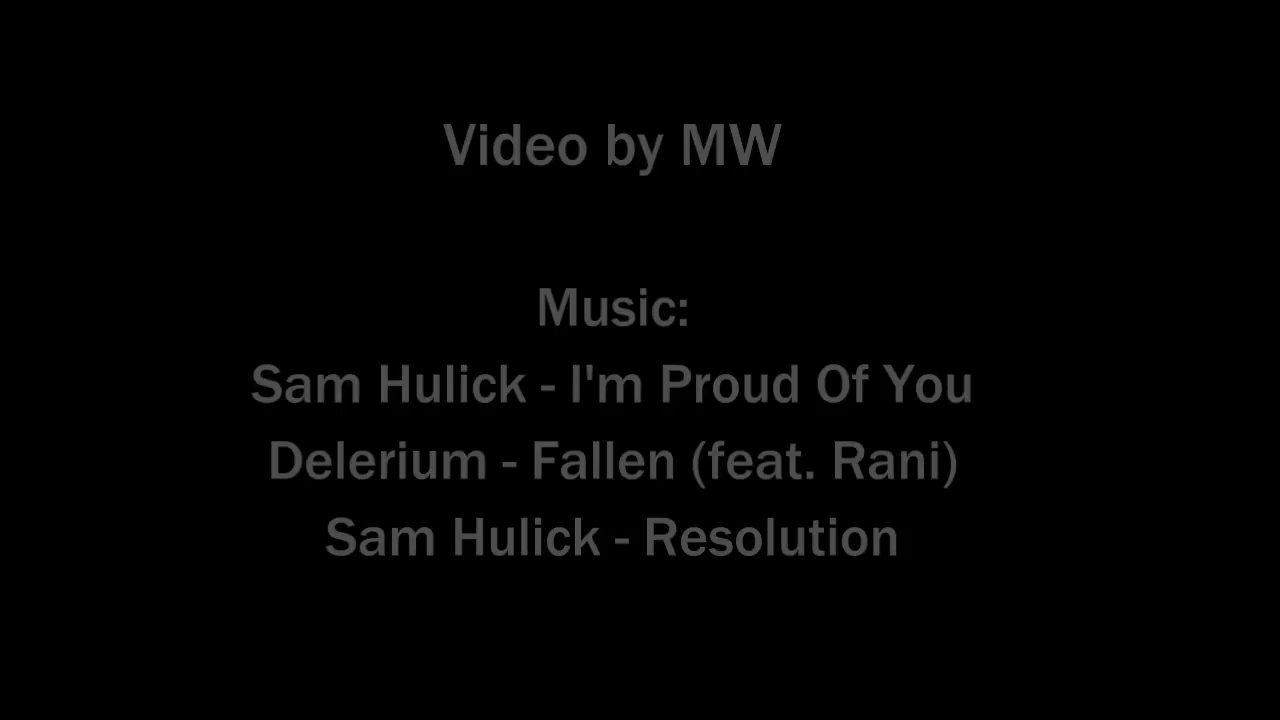 Video by MW
Music:
Sam Hulick - I'm Proud Of You
Delerium - Fallen (feat. Rani)
Sam Hulick - Resolution